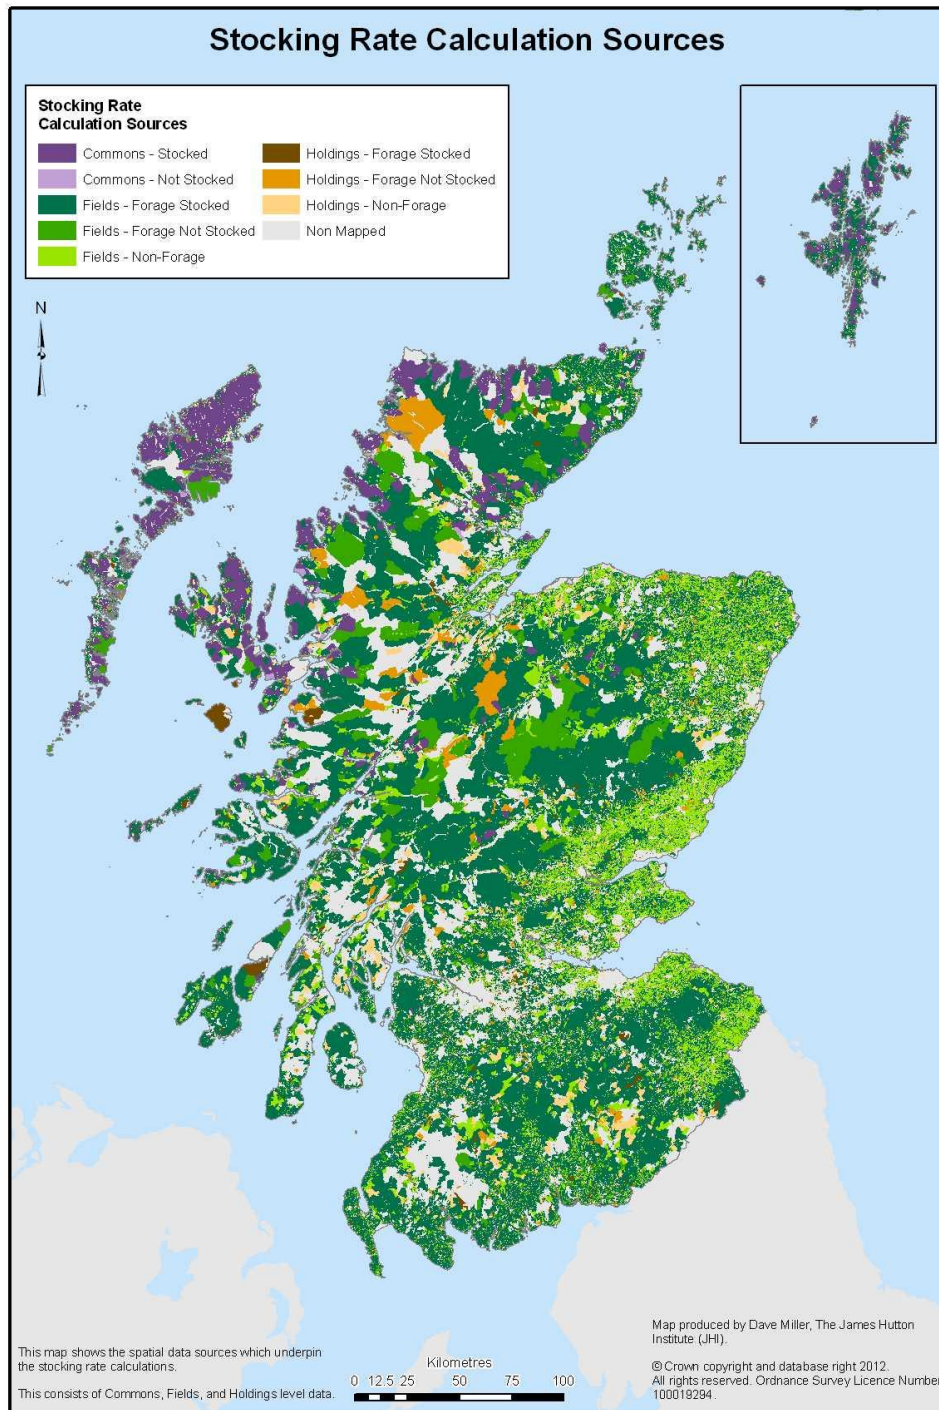 Stocking Rate Calculation Sources
Stocking Rate
Calculation Sources
Commons - Stocked
Commons - Not Stocked
Fields - Forage Stocked
Fields - Forage Not Stocked
Fields - Non-Forage
Holdings - Forage Stocked
Holdings - Forage Not Stocked
Holdings - Non-Forage
Non Mapped
N
This map shows the spatial data sources which underpin
the stocking rate calculations.
This consists of Commons, Fields, and Holdings level data.
Kilometres
0 12.5 25 50 75 100
Map produced by Dave Miller, The James Hutton
Institute (JHI).
© Crown copyright and database right 2012.
All rights reserved. Ordnance Survey Licence Number
100019294.